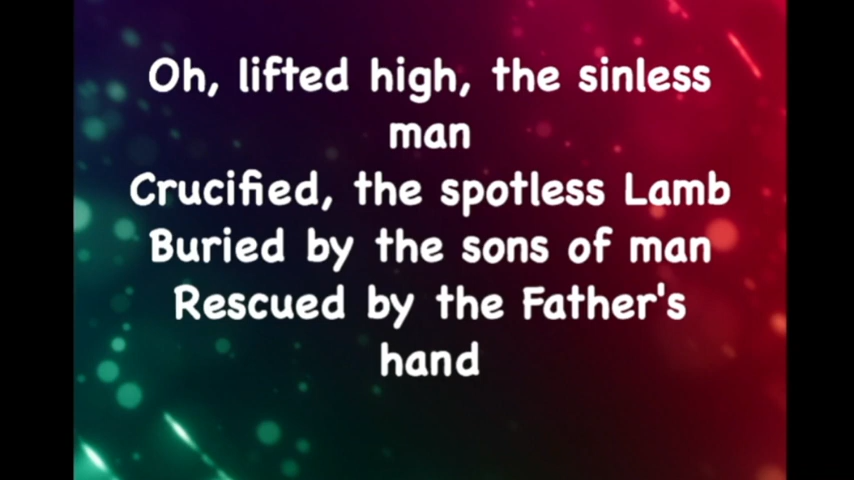 Oh, lifted high, the sinless
man
Crucified, the spotless Lamb
Buried by the sons of man
Rescued by the Father's
hand